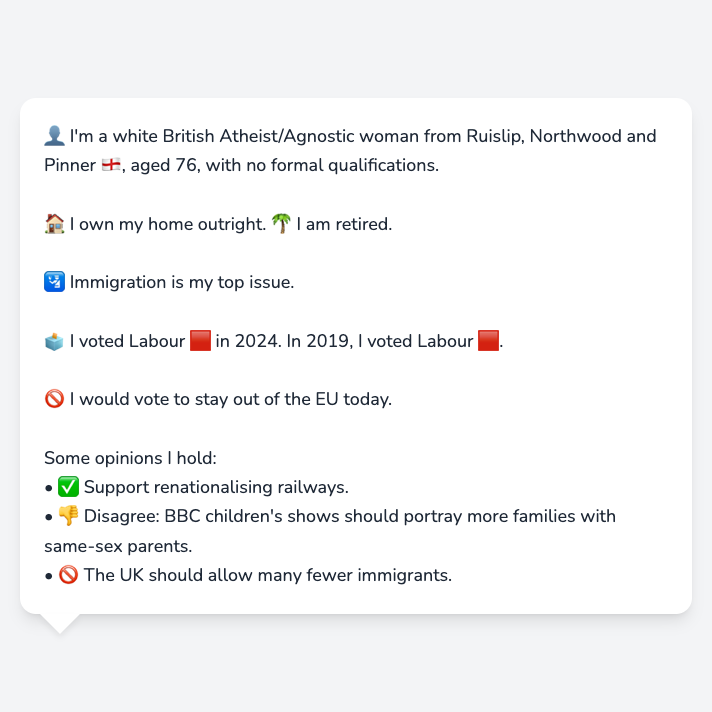 👤 I'm a white British Atheist/Agnostic woman from Ruislip, Northwood and
Pinner 🏴󠁧󠁢󠁥󠁮󠁧󠁿, aged 76, with no formal qualifications.
🏠 I own my home outright. 🌴 I am retired.
🛂 Immigration is my top issue.
🗳️ I voted Labour 🟥 in 2024. In 2019, I voted Labour 🟥.
🚫 I would vote to stay out of the EU today.
Some opinions I hold:
• ✅ Support renationalising railways.
• 👎 Disagree: BBC children's shows should portray more families with
same-sex parents.
• 🚫 The UK should allow many fewer immigrants.